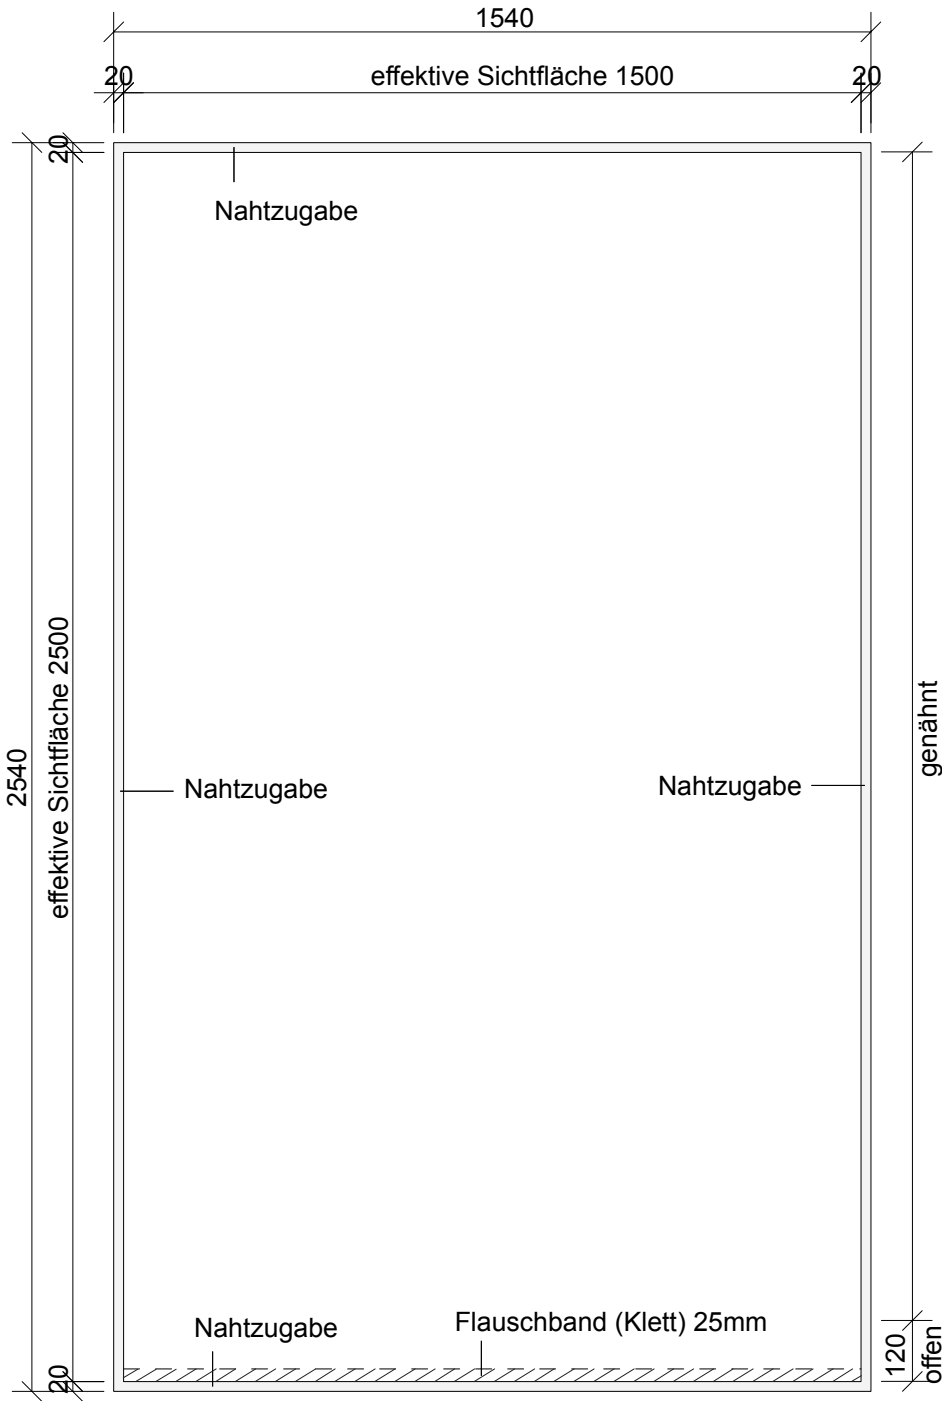 1540
20
effektive Sichtfläche 1500
20
20
Nahtzugabe
effektive Sichtfläche 2500
2540
genähnt
Nahtzugabe
Nahtzugabe
Nahtzugabe
Flauschband (Klett) 25mm
120
offen
20